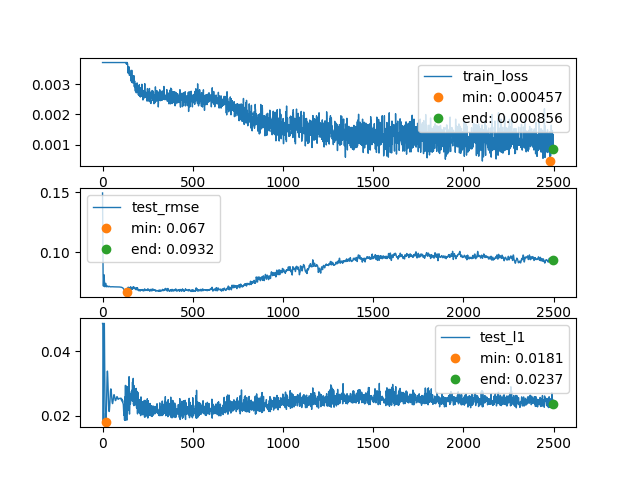 0.003
0.002
0.001
train_loss
min: 0.000457
end: 0.000856
0 500 1000 1500 2000 2500
0.15
0.10
test_rmse
min: 0.067
end: 0.0932
0 500 1000 1500 2000 2500
0.04
0.02
test_l1
min: 0.0181
end: 0.0237
0 500 1000 1500 2000 2500